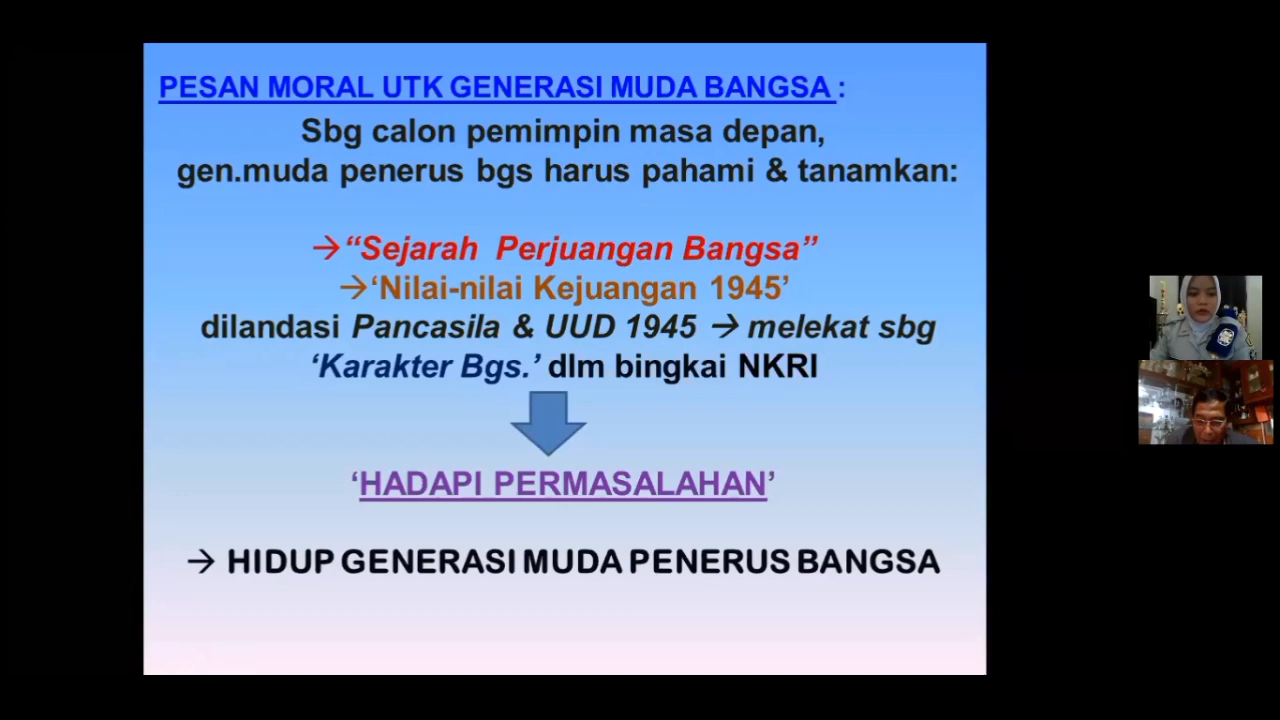 PESAN MORAL UTK GENERASI MUDA BANGSA :
Sbg calon pemimpin masa depan,
gen.muda penerus bgs harus pahami & tanamkan:
→“Sejarah Perjuangan Bangsa”
→‘Nilai-nilai Kejuangan 1945’
dilandasi Pancasila & UUD 1945 → melekat sbg
‘Karakter Bgs.’ dlm bingkai NKRI
‘HADAPI PERMASALAHAN’
→ HIDUP GENERASI MUDA PENERUS BANGSA